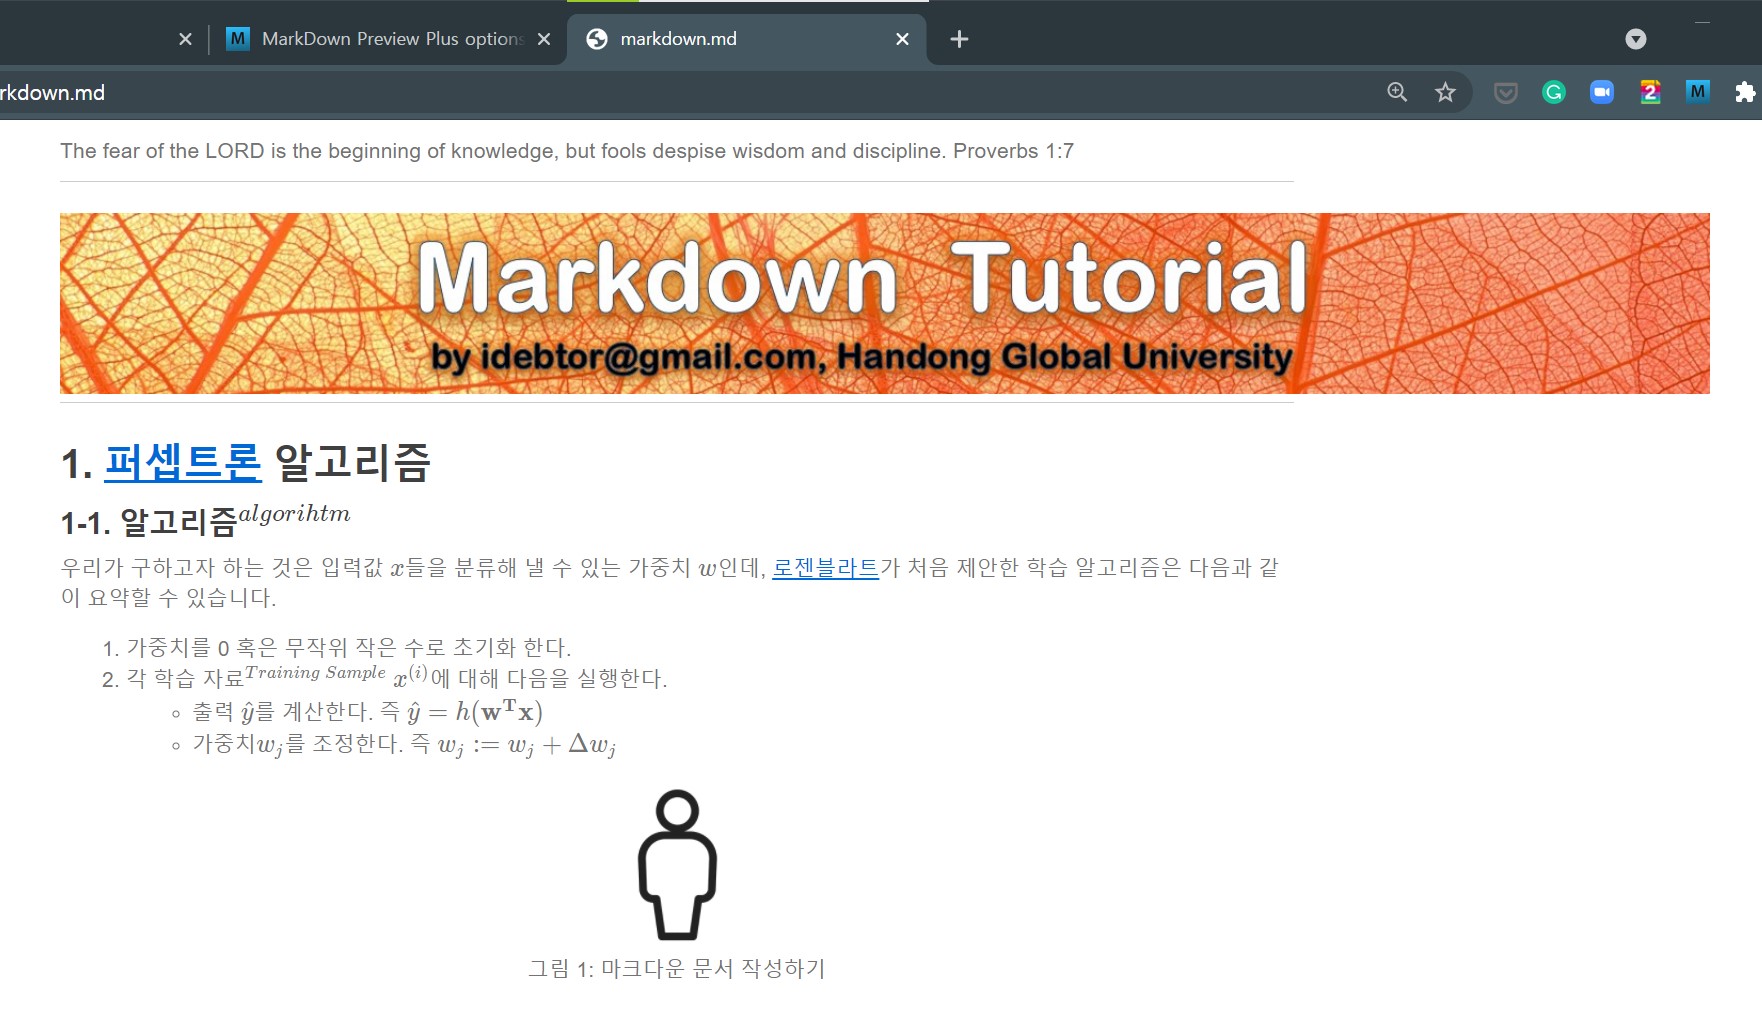 M MarkDown Preview Plus options
markdown.md
rkdown.md
2 M
The fear of the LORD is the beginning of knowledge, but fools despise wisdom and discipline. Proverbs 1:7
Markdown Tutorial
by idebtor@gmail.com, Handong Global University
1. 퍼셉트론 알고리즘
1-1. 알고리즘^algorihtm
우리가 구하고자 하는 것은 입력값 x들을 분류해 낼 수 있는 가중치 w인데, 로젠블라트가 처음 제안한 학습 알고리즘은 다음과 같
이 요약할 수 있습니다.
1. 가중치를 0 혹은 무작위 작은 수로 초기화 한다.
2. 각 학습 자료^Training Sample x^(i)에 대해 다음을 실행한다.
◦ 출력 ŷ를 계산한다. 즉 ŷ = h(w^T x)
◦ 가중치w_j를 조정한다. 즉 w_j := w_j + Δw_j
그림 1: 마크다운 문서 작성하기